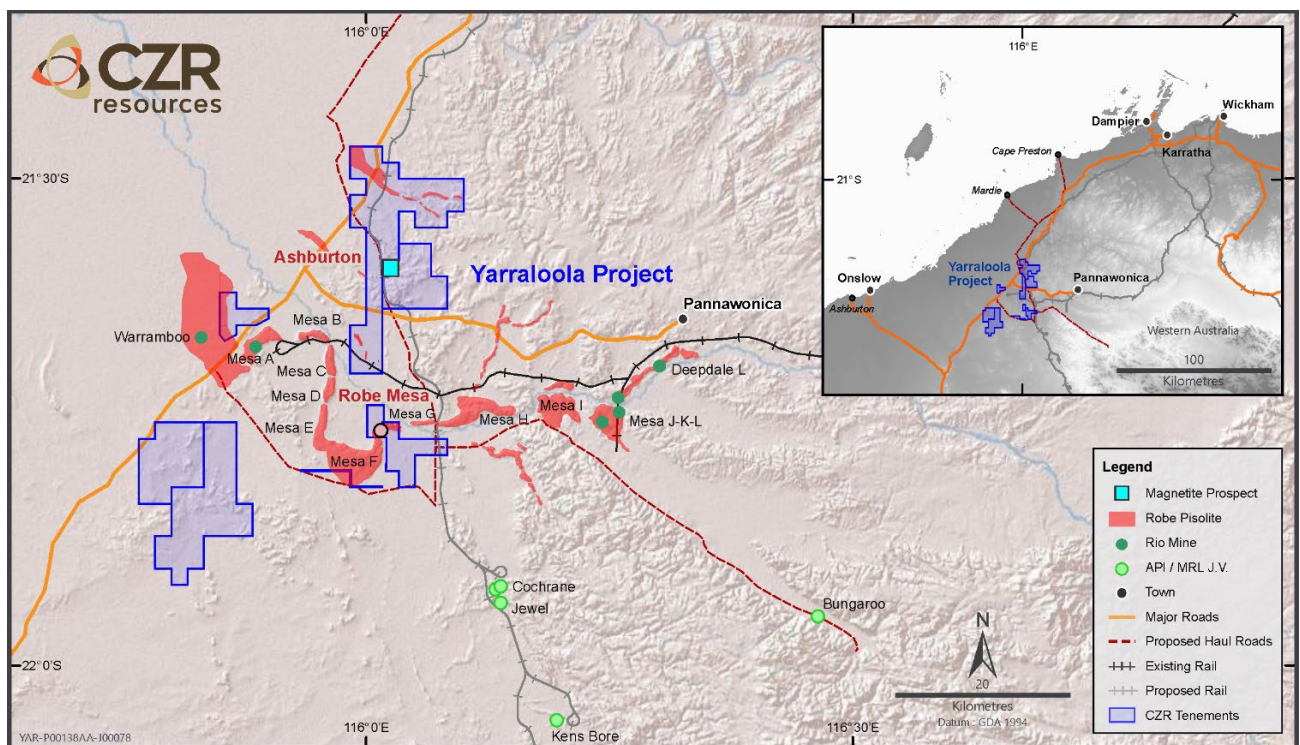 CZR
resources
116° 0'E
21°30'S
Ashburton
Yarraloola Project
Pannawonica
Warramboo
Mesa A
Mesa B
Mesa C
Mesa D
Mesa E
Mesa F
Robe Mesa
Mesa G
Mesa H
Mesa I
Mesa J-K-L
Deepdale L
Cochrane
Jewel
Bungaroo
Kens Bore
22°0'S
116°0'E
116°30'E
YAR-P00138AA-J00078
N
20
Kilometres
Datum : GDA 1994
116°E
21°S
Wickham
Dampier
Karratha
Cape Preston
Mardie
Onslow
Ashburton
Yarraloola
Project
Pannawonica
Western Australia
100
Kilometres
Legend
Magnetite Prospect
Robe Pisolite
Rio Mine
API / MRL J.V.
Town
Major Roads
Proposed Haul Roads
Existing Rail
Proposed Rail
CZR Tenements